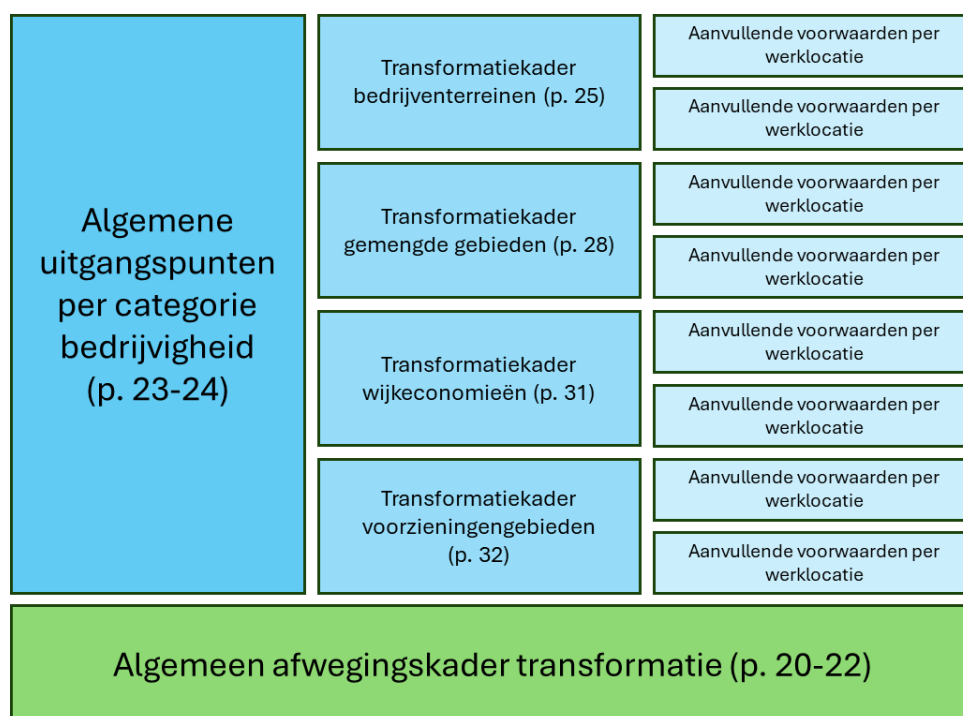 Algemene
uitgangspunten
per categorie
bedrijvigheid
(p. 23-24)
Transformatiekader
bedrijventerreinen (p. 25)
Aanvullende voorwaarden per
werklocatie
Aanvullende voorwaarden per
werklocatie
Transformatiekader
gemengde gebieden (p. 28)
Aanvullende voorwaarden per
werklocatie
Aanvullende voorwaarden per
werklocatie
Transformatiekader
wijkeconomieën (p. 31)
Aanvullende voorwaarden per
werklocatie
Aanvullende voorwaarden per
werklocatie
Transformatiekader
voorzieningengebieden
(p. 32)
Aanvullende voorwaarden per
werklocatie
Aanvullende voorwaarden per
werklocatie
Algemeen afwegingskader transformatie (p. 20-22)